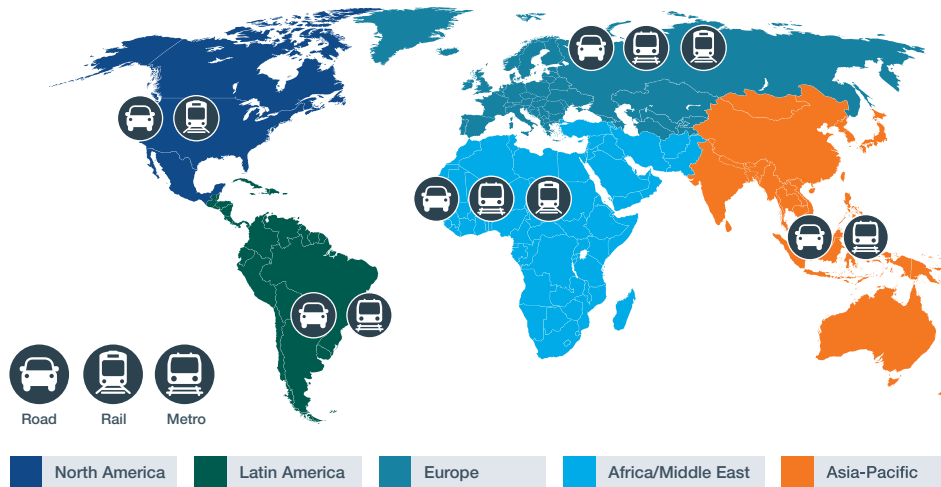 Road Rail Metro
North America Latin America Europe Africa/Middle East Asia-Pacific